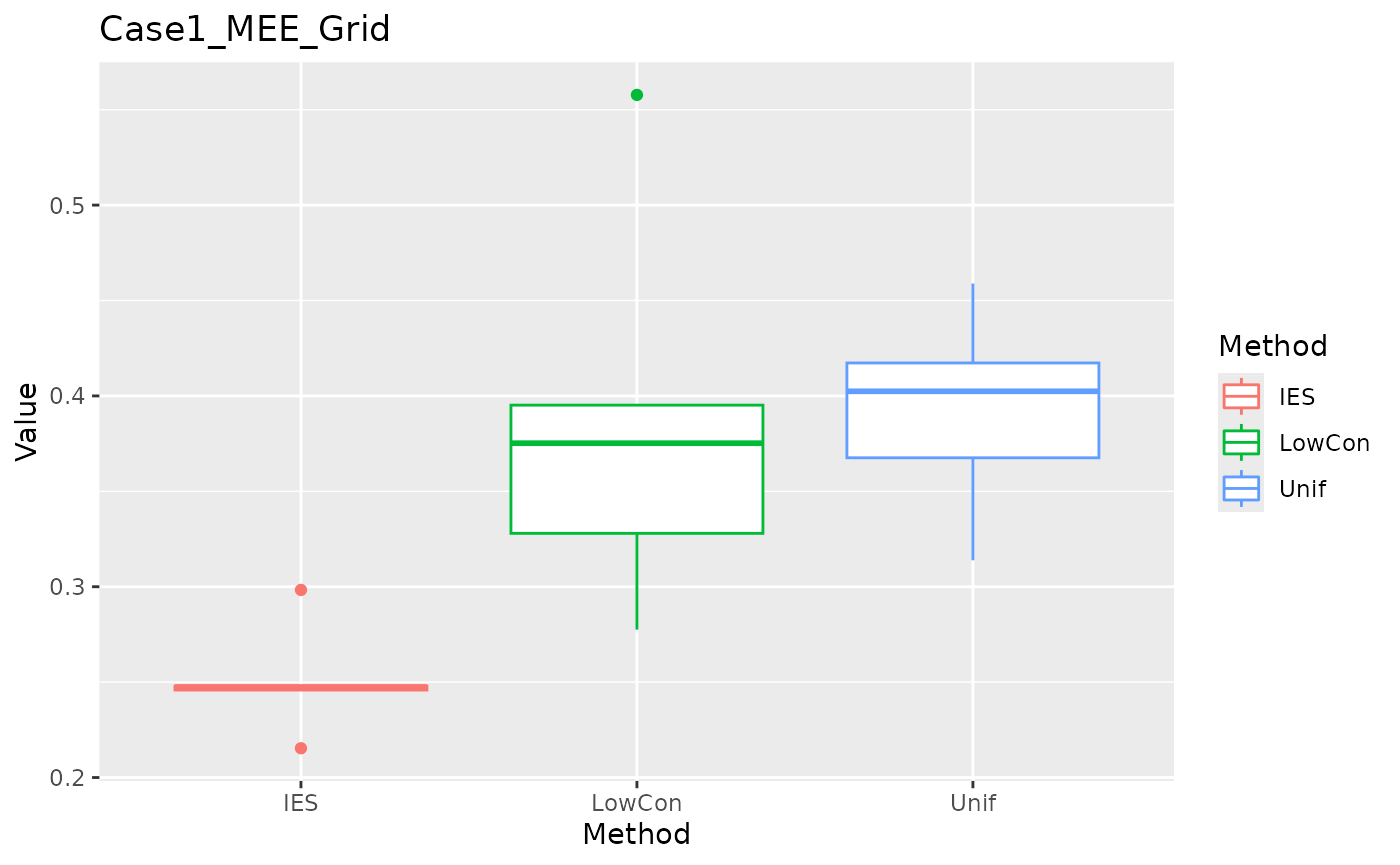 Case1_MEE_Grid
Value
0.5
0.4
0.3
0.2
IES
LowCon
Unif
Method
Method
IES
LowCon
Unif